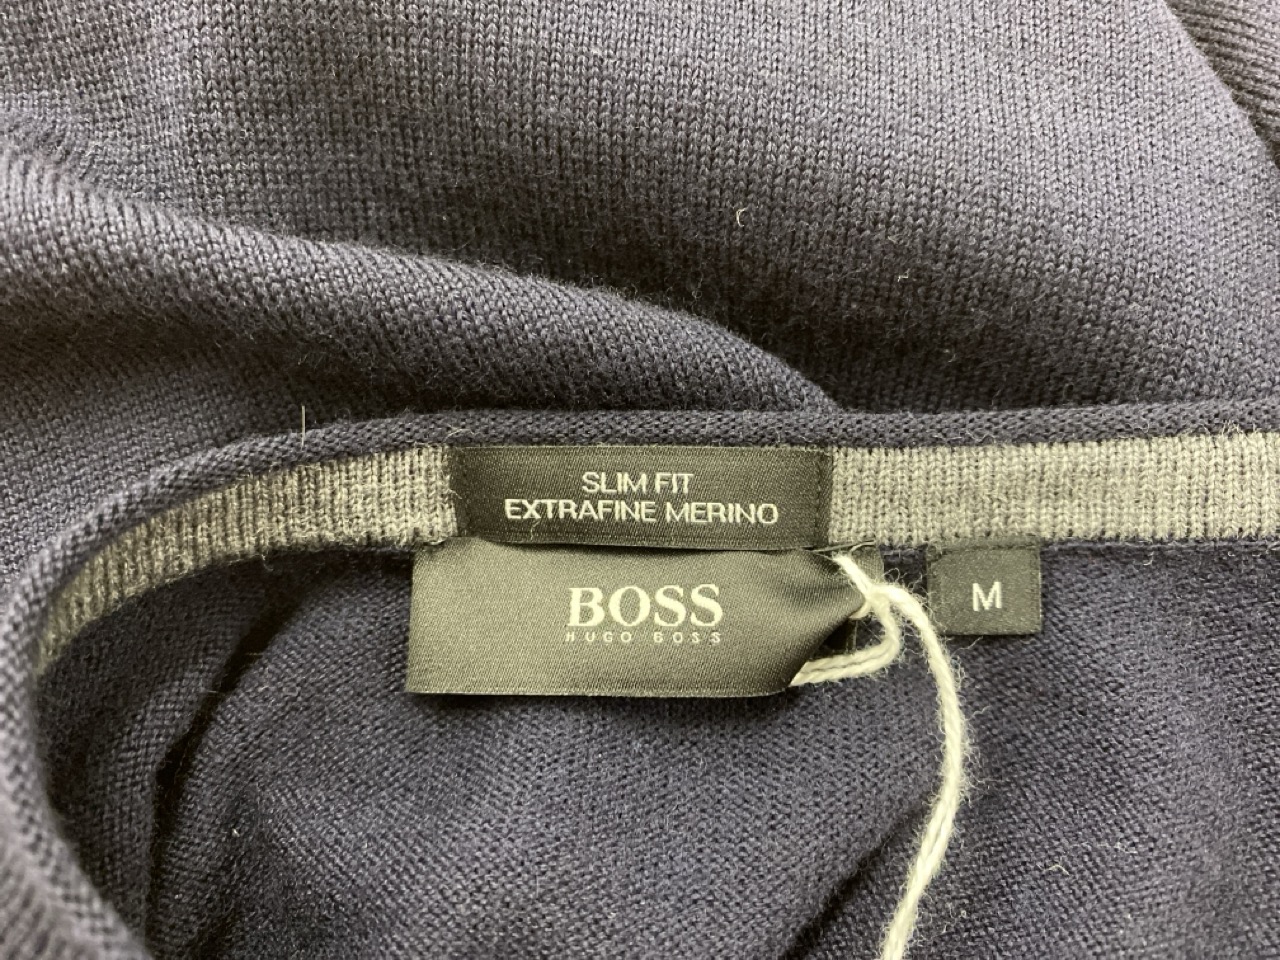 SLIM FIT
EXTRAFINE MERINO
BOSS
HUGO BOSS
M